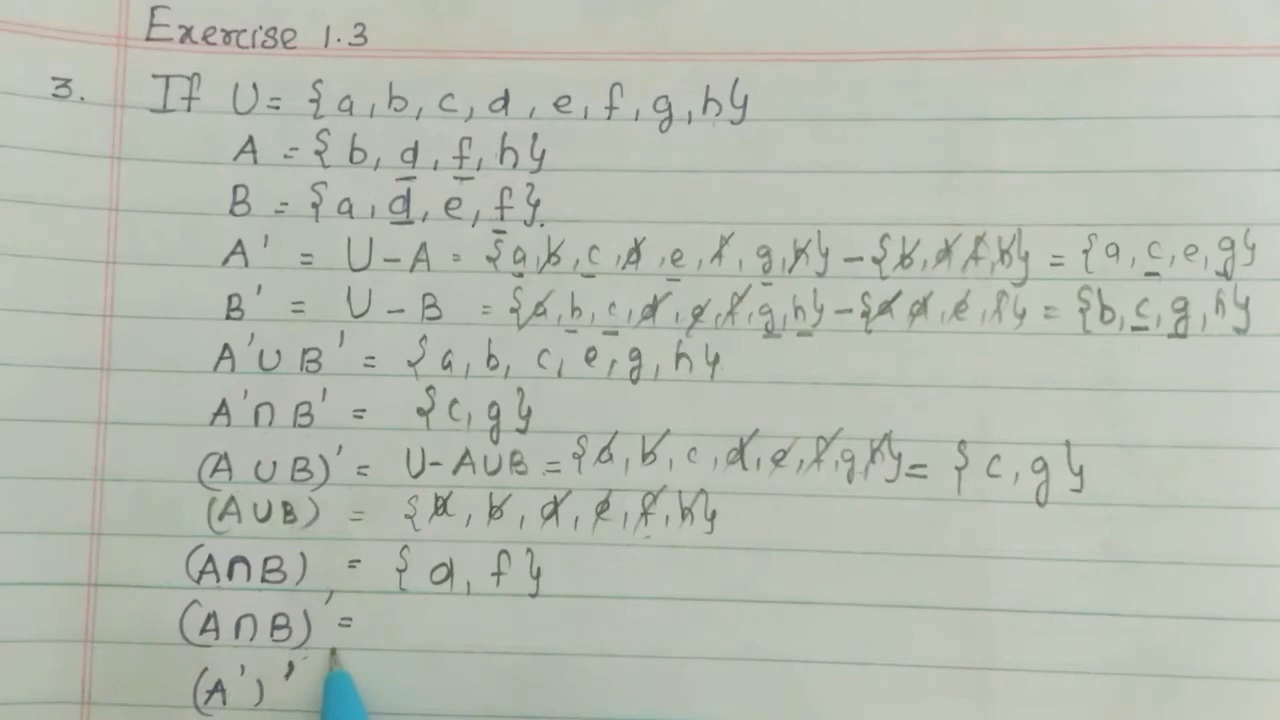 Exercise 1.3
3. If U = {a, b, c, d, e, f, g, h}
A = {b, d, f, h}
B = {a, d, e, f}.
A' = U - A = {a, b, c, d, e, f, g, h} - {b, d, f, h} = {a, c, e, g}
B' = U - B = {a, b, c, d, e, f, g, h} - {a, d, e, f} = {b, c, g, h}
A' ∪ B' = {a, b, c, e, g, h}
A' ∩ B' = {c, g}
(A ∪ B)' = U - A ∪ B = {a, b, c, d, e, f, g, h} = {c, g}
(A ∪ B) = {a, b, d, e, f, h}
(A ∩ B) = {d, f}
(A ∩ B)' =
(A')'